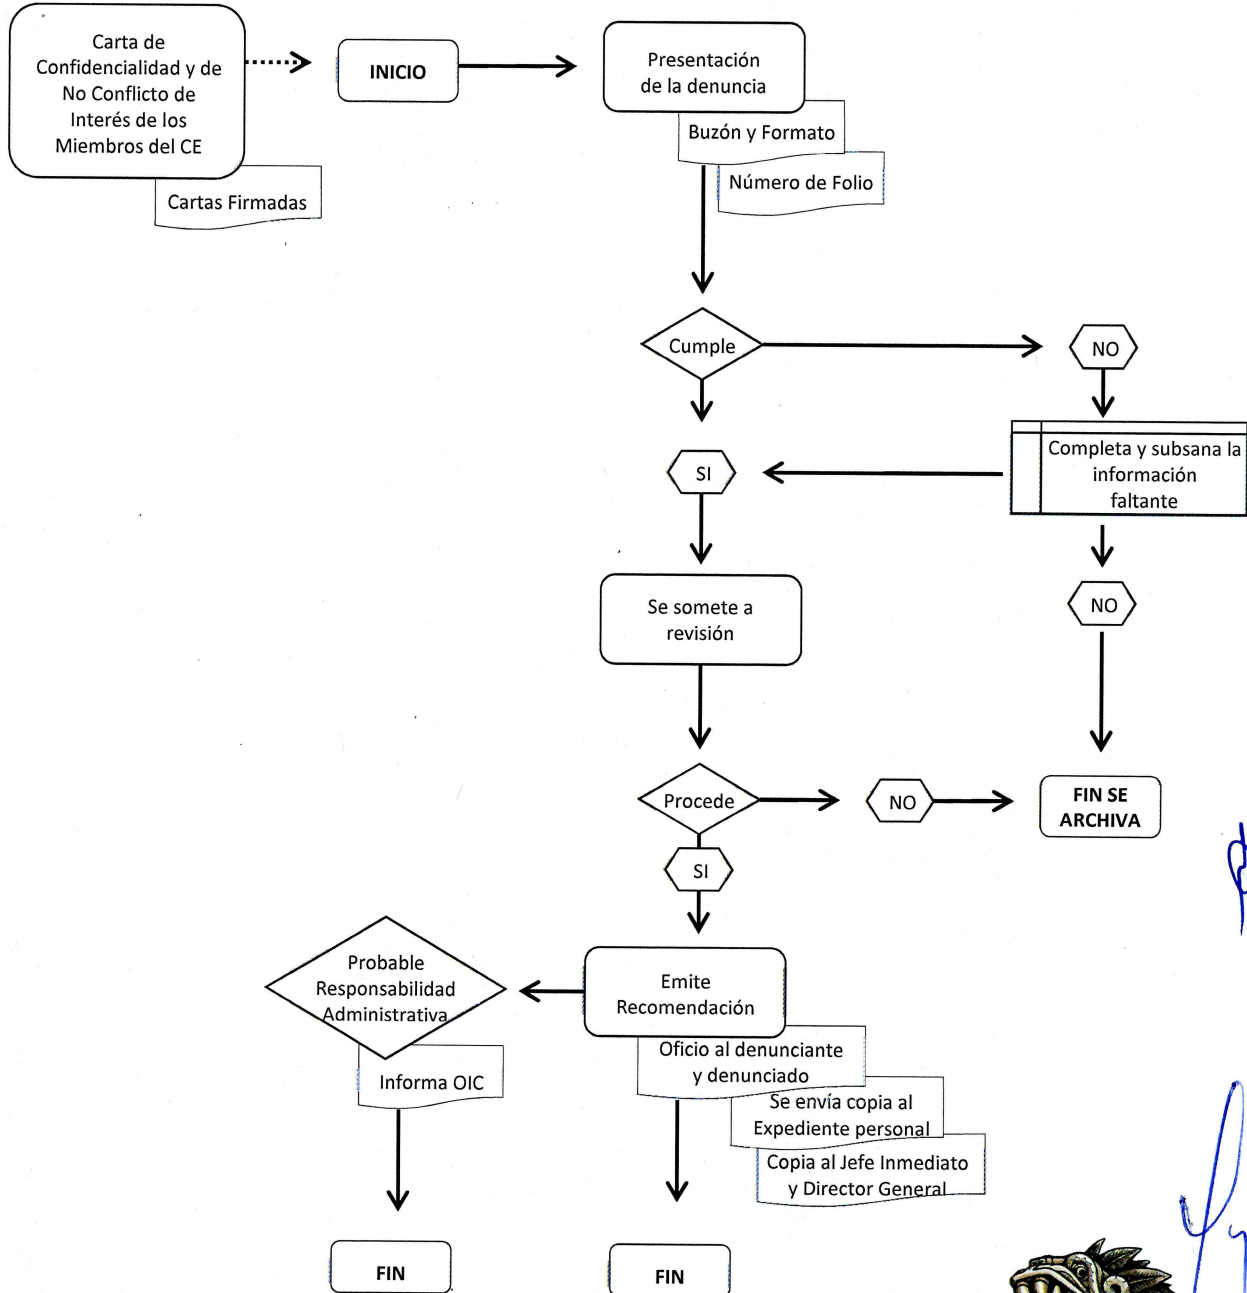 Carta de
Confidencialidad y de
No Conflicto de
Interés de los
Miembros del CE
Cartas Firmadas
INICIO
Presentación
de la denuncia
Buzón y Formato
Número de Folio
Cumple
NO
Completa y subsana la
información
faltante
SI
NO
Se somete a
revisión
Procede
NO
FIN SE
ARCHIVA
SI
Emite
Recomendación
Probable
Responsabilidad
Administrativa
Informa OIC
Oficio al denunciante
y denunciado
Se envía copia al
Expediente personal
Copia al Jefe Inmediato
y Director General
FIN
FIN